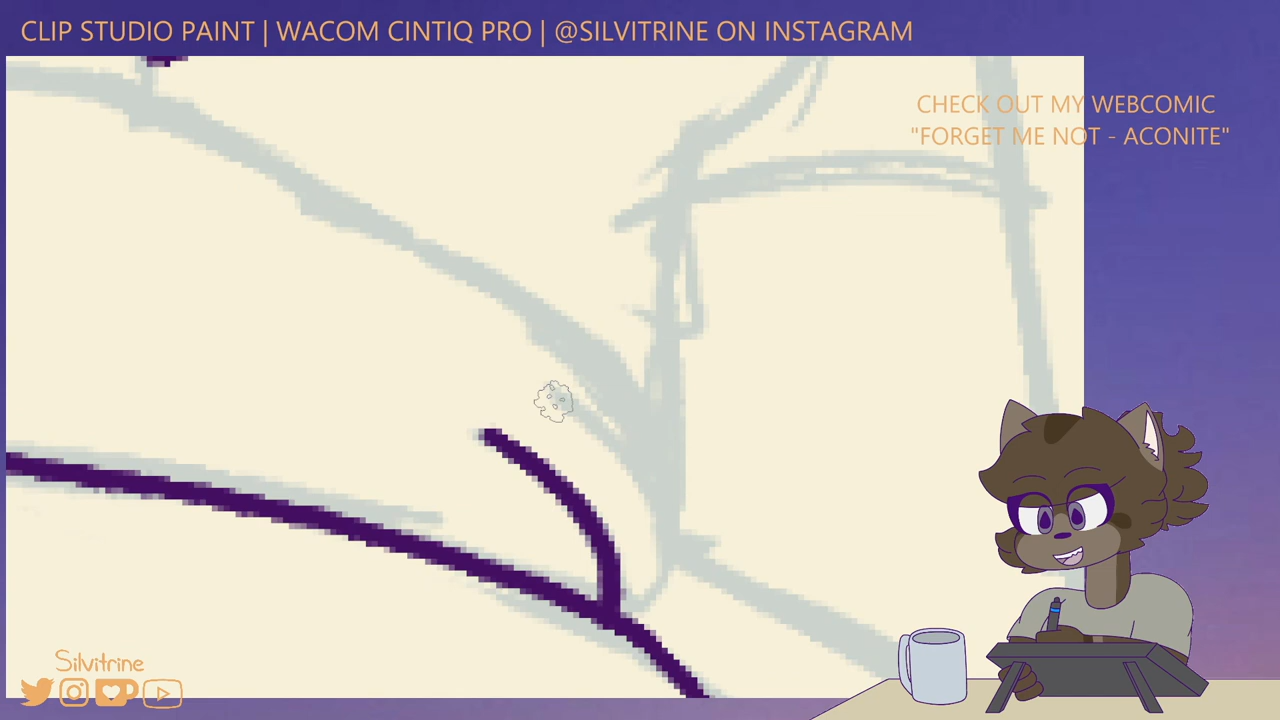 CLIP STUDIO PAINT | WACOM CINTIQ PRO | @SILVITRINE ON INSTAGRAM
CHECK OUT MY WEBCOMIC
"FORGET ME NOT - ACONITE"
Silvitrine